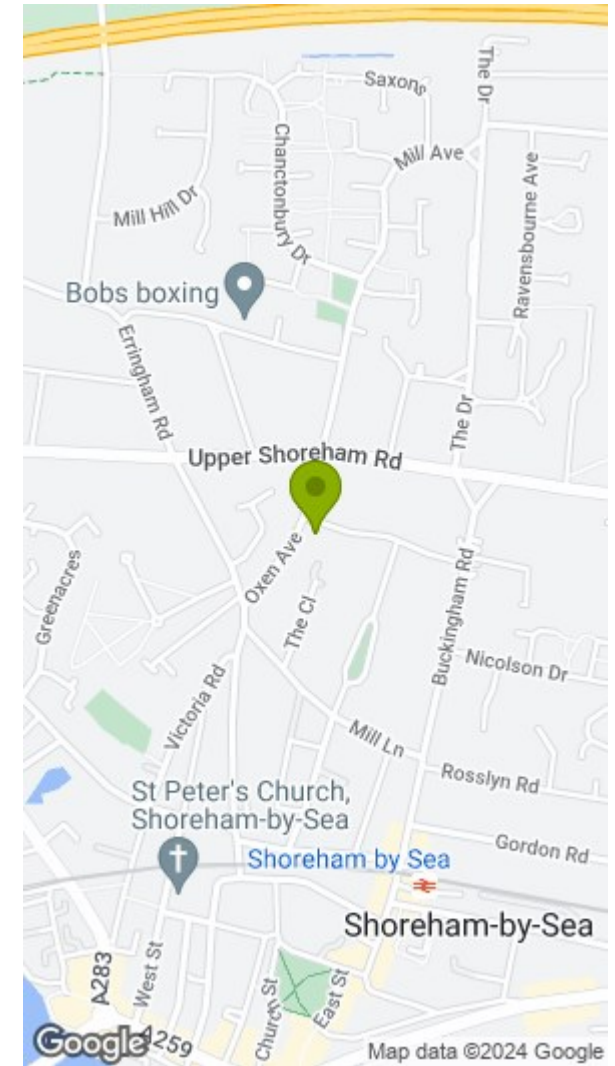 Saxons
The Dr
Mill Ave
Chanctonbury Dr
Ravensbourne Ave
Mill Hill Dr
Bobs boxing
Erringham Rd
The Dr
Upper Shoreham Rd
Oxen Ave
Greenacres
The Cl
Buckingham Rd
Nicolson Dr
Victoria Rd
Mill Ln
Rosslyn Rd
St Peter's Church,
Shoreham-by-Sea
Gordon Rd
Shoreham by Sea
Shoreham-by-Sea
A283
West St
Church St
East St
Google
A259
Map data ©2024 Google